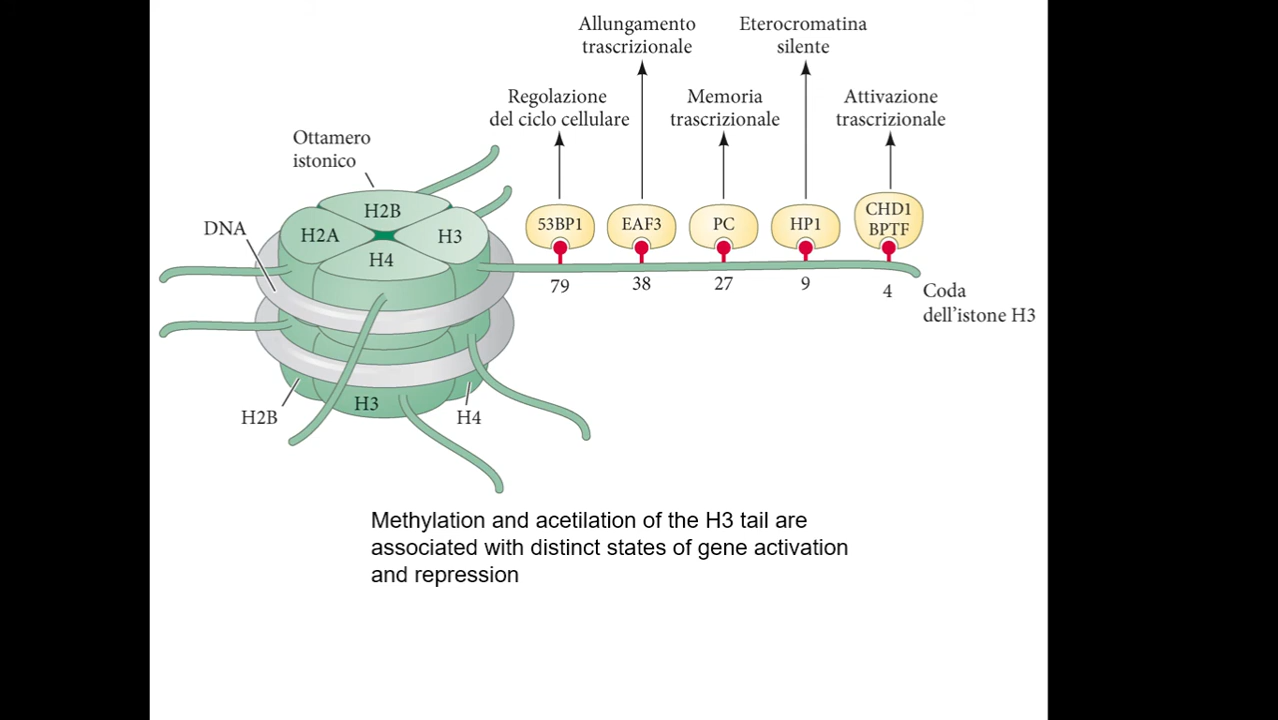 Allungamento
trascrizionale
Eterocromatina
silente
Regolazione
del ciclo cellulare
Memoria
trascrizionale
Attivazione
trascrizionale
Ottamero
istonico
DNA
H2B
H2A
H3
H4
53BP1
EAF3
PC
HP1
CHD1
BPTF
79
38
27
9
4
Coda
dell'istone H3
H2B
H3
H4
Methylation and acetilation of the H3 tail are
associated with distinct states of gene activation
and repression